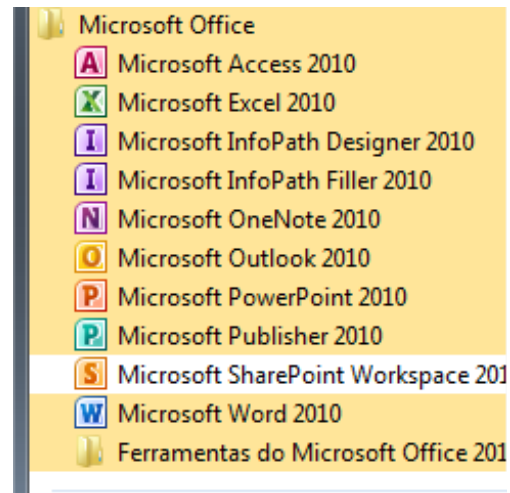 Microsoft Office
A Microsoft Access 2010
X Microsoft Excel 2010
I Microsoft InfoPath Designer 2010
I Microsoft InfoPath Filler 2010
N Microsoft OneNote 2010
O Microsoft Outlook 2010
P Microsoft PowerPoint 2010
P Microsoft Publisher 2010
S Microsoft SharePoint Workspace 201
W Microsoft Word 2010
Ferramentas do Microsoft Office 201